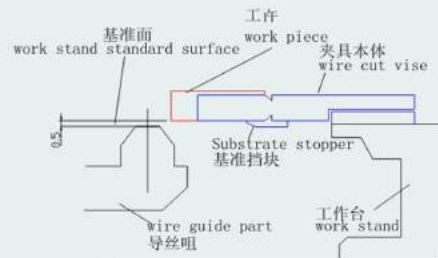 工件
基准面
work piece
夹具本体
work stand standard surface
wire cut vise
0.5
Substrate stopper
基准挡块
wire guide part
导丝咀
工作台
work stand